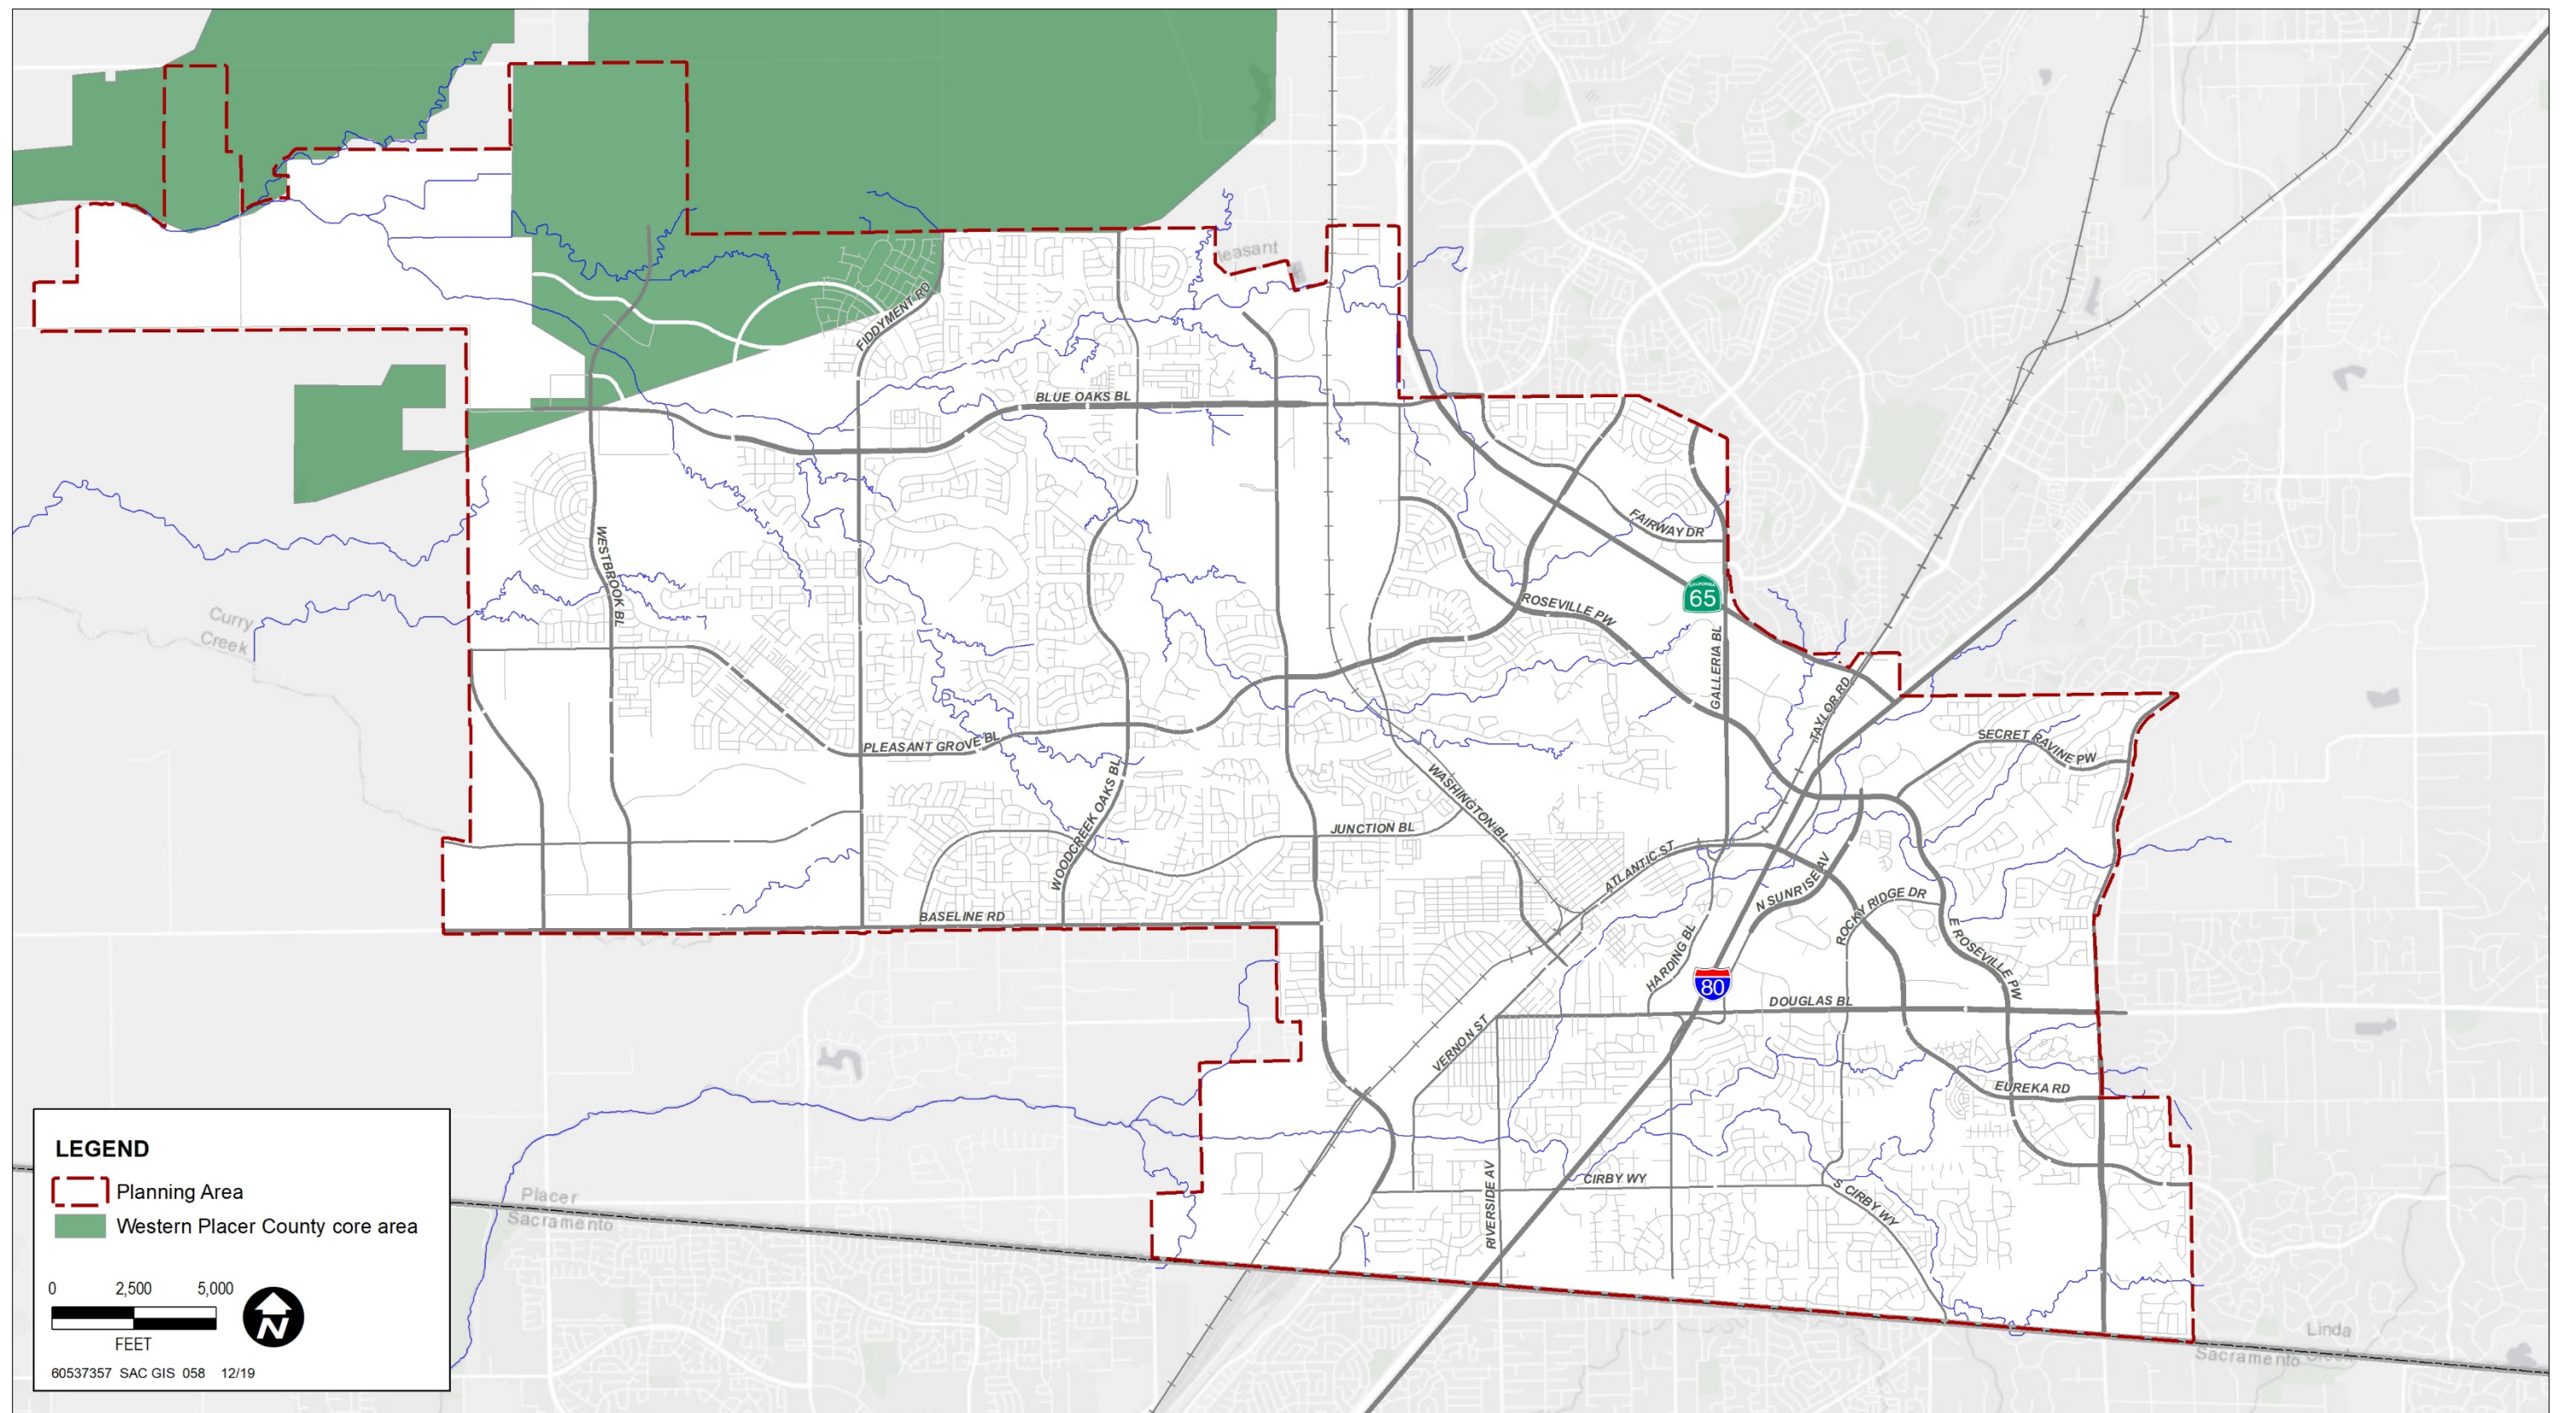 leasant
FIDDYMENT RD
BLUE OAKS BL
FAIRWAY DR
WESTBROOK BL
CALIFORNIA
65
ROSEVILLE PW
Curry
Creek
GALLERIA BL
TAYLOR RD
SECRET RAVINE PW
PLEASANT GROVE BL
WASHINGTON BL
WOODCREEK OAKS BL
JUNCTION BL
ATLANTIC ST
N SUNRISE AV
ROCKY RIDGE DR
BASELINE RD
E ROSEVILLE PW
HARDING BL
80
DOUGLAS BL
VERNON ST
EUREKA RD
RIVERSIDE AV
CIRBY WY
S CIRBY WY
Placer
Sacramento
LEGEND
Planning Area
Western Placer County core area
0 2,500 5,000
FEET
N
60537357 SAC GIS 058 12/19
Linda
Sacramento Creek